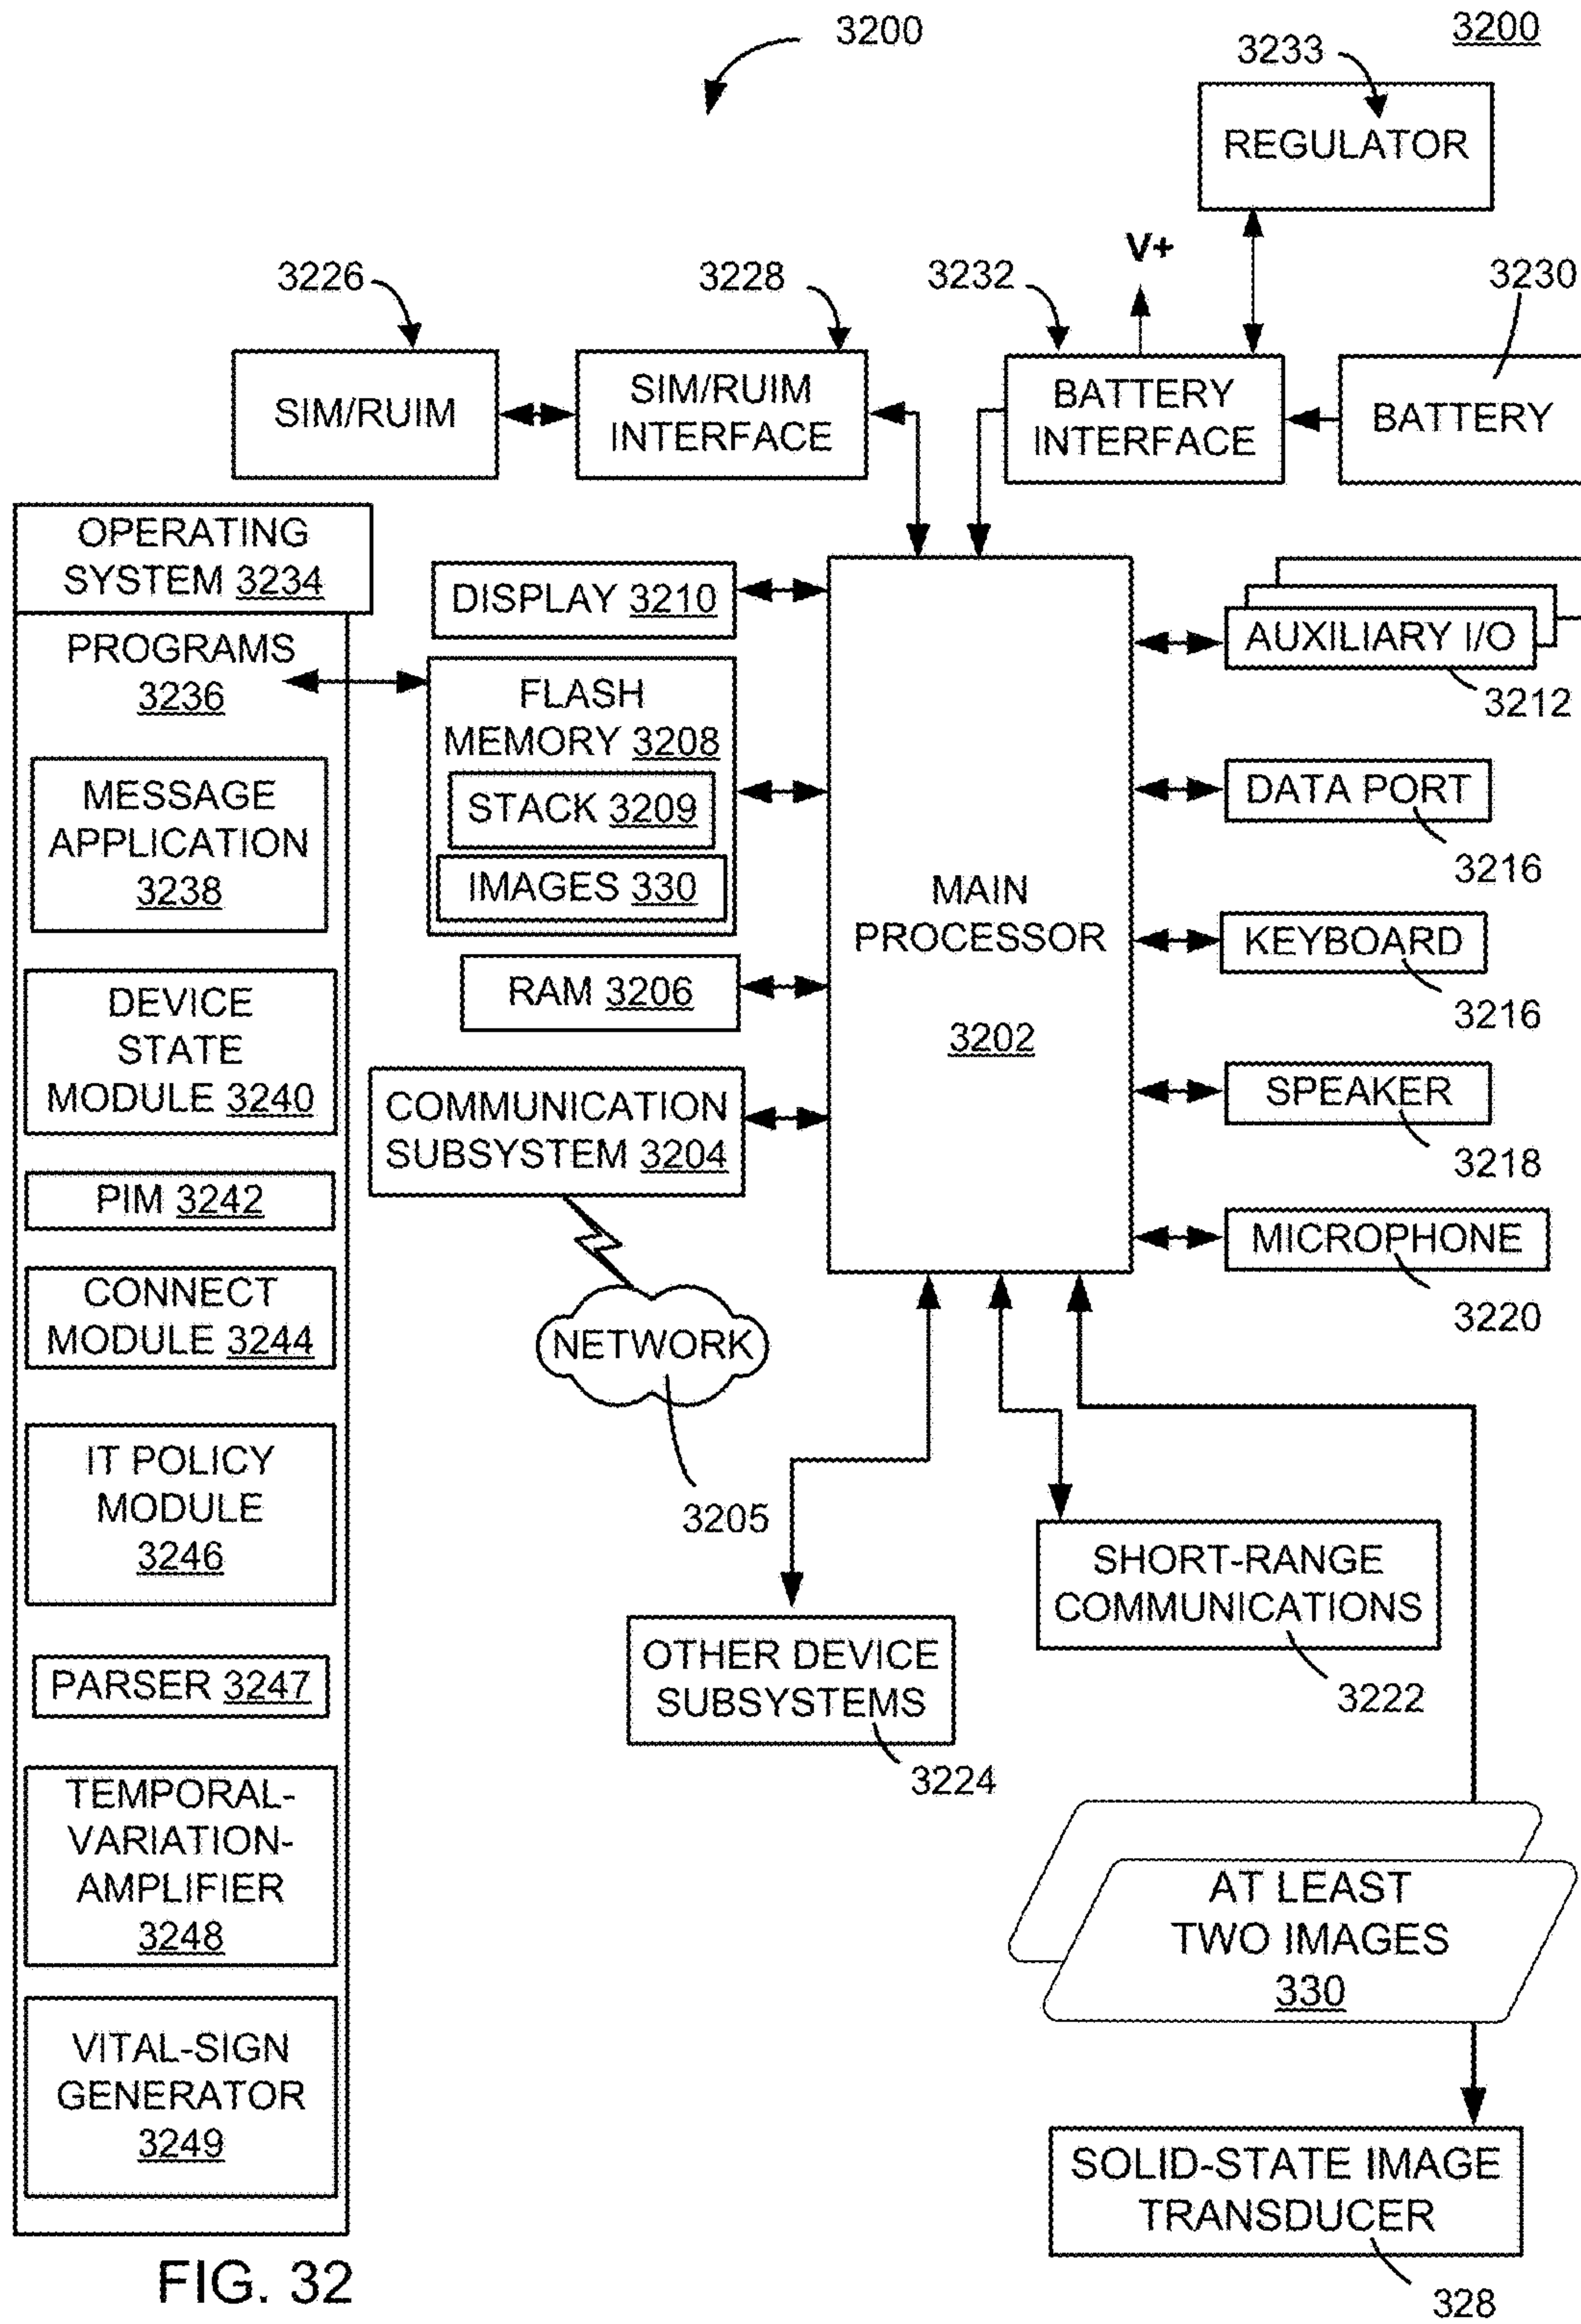 3200
3200
3233
REGULATOR
V+
3226
3228
3232
3230
SIM/RUIM
SIM/RUIM
INTERFACE
BATTERY
INTERFACE
BATTERY
OPERATING
SYSTEM 3234
PROGRAMS
3236
MESSAGE
APPLICATION
3238
DEVICE
STATE
MODULE 3240
PIM 3242
CONNECT
MODULE 3244
IT POLICY
MODULE
3246
PARSER 3247
TEMPORAL-
VARIATION-
AMPLIFIER
3248
VITAL-SIGN
GENERATOR
3249
DISPLAY 3210
FLASH
MEMORY 3208
STACK 3209
IMAGES 330
RAM 3206
COMMUNICATION
SUBSYSTEM 3204
NETWORK
3205
MAIN
PROCESSOR
3202
AUXILIARY I/O
3212
DATA PORT
3216
KEYBOARD
3216
SPEAKER
3218
MICROPHONE
3220
OTHER DEVICE
SUBSYSTEMS
3224
SHORT-RANGE
COMMUNICATIONS
3222
AT LEAST
TWO IMAGES
330
SOLID-STATE IMAGE
TRANSDUCER
328
FIG. 32